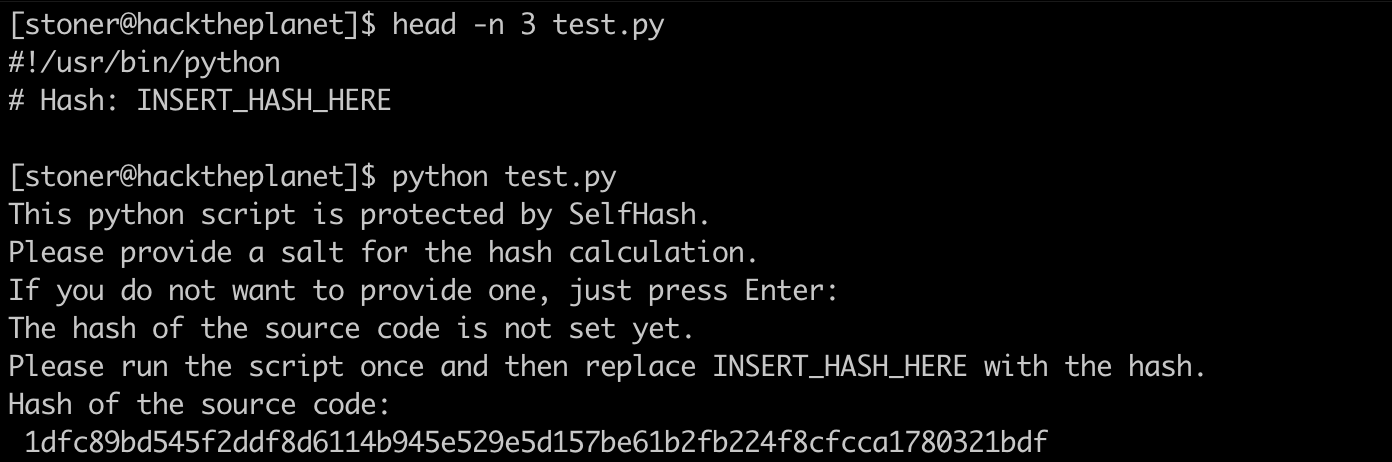 [stoner@hacktheplanet]$ head -n 3 test.py
#!/usr/bin/python
# Hash: INSERT_HASH_HERE
[stoner@hacktheplanet]$ python test.py
This python script is protected by SelfHash.
Please provide a salt for the hash calculation.
If you do not want to provide one, just press Enter:
The hash of the source code is not set yet.
Please run the script once and then replace INSERT_HASH_HERE with the hash.
Hash of the source code:
1dfc89bd545f2ddf8d6114b945e529e5d157be61b2fb224f8cfcca1780321bdf